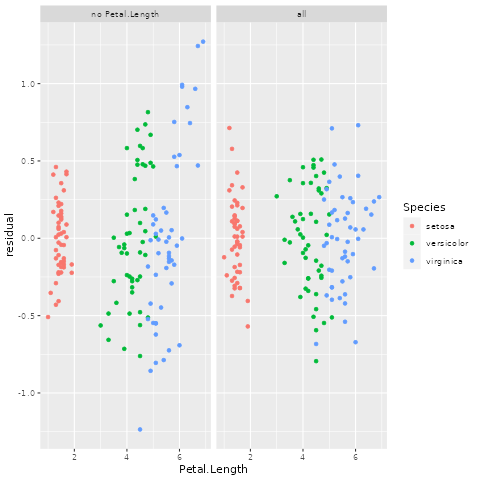 no Petal.Length
all
1.0
0.5
0.0
-0.5
-1.0
residual
2
4
6
2
4
6
Petal.Length
Species
setosa
versicolor
virginica